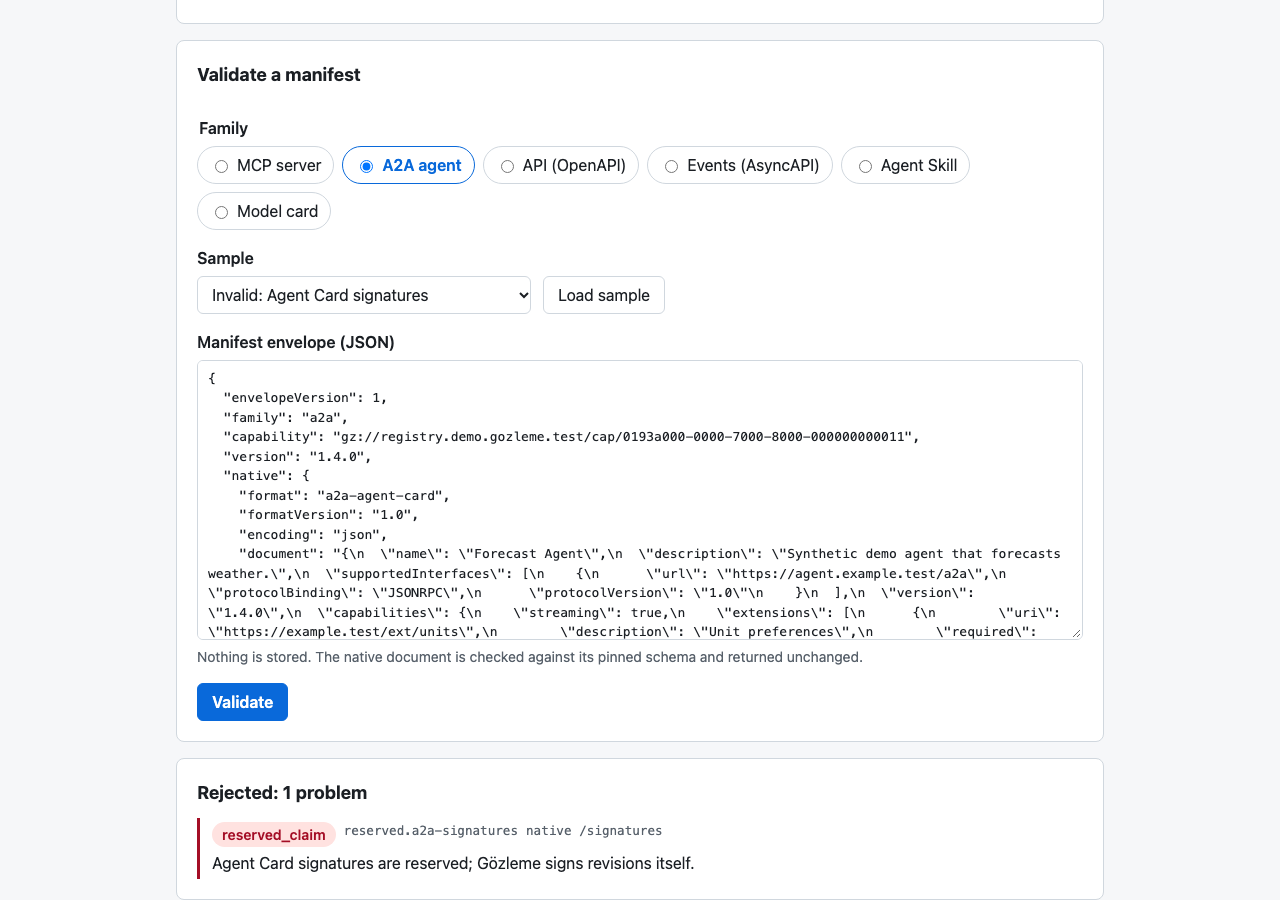 Validate a manifest
Family
MCP server
A2A agent
API (OpenAPI)
Events (AsyncAPI)
Agent Skill
Model card
Sample
Invalid: Agent Card signatures
Load sample
Manifest envelope (JSON)
{
  "envelopeVersion": 1,
  "family": "a2a",
  "capability": "gz://registry.demo.gozleme.test/cap/0193a000-0000-7000-8000-000000000011",
  "version": "1.4.0",
  "native": {
    "format": "a2a-agent-card",
    "formatVersion": "1.0",
    "encoding": "json",
    "document": "{\n  \"name\": \"Forecast Agent\",\n  \"description\": \"Synthetic demo agent that forecasts
weather.\",\n  \"supportedInterfaces\": [\n    {\n      \"url\": \"https://agent.example.test/a2a\",\n
\"protocolBinding\": \"JSONRPC\",\n      \"protocolVersion\": \"1.0\"\n    }\n  ],\n  \"version\":
\"1.4.0\",\n  \"capabilities\": {\n    \"streaming\": true,\n    \"extensions\": [\n      {\n        \"uri\":
\"https://example.test/ext/units\",\n        \"description\": \"Unit preferences\",\n        \"required\":
Nothing is stored. The native document is checked against its pinned schema and returned unchanged.
Validate
Rejected: 1 problem
reserved_claim reserved.a2a-signatures native /signatures
Agent Card signatures are reserved; Gözleme signs revisions itself.